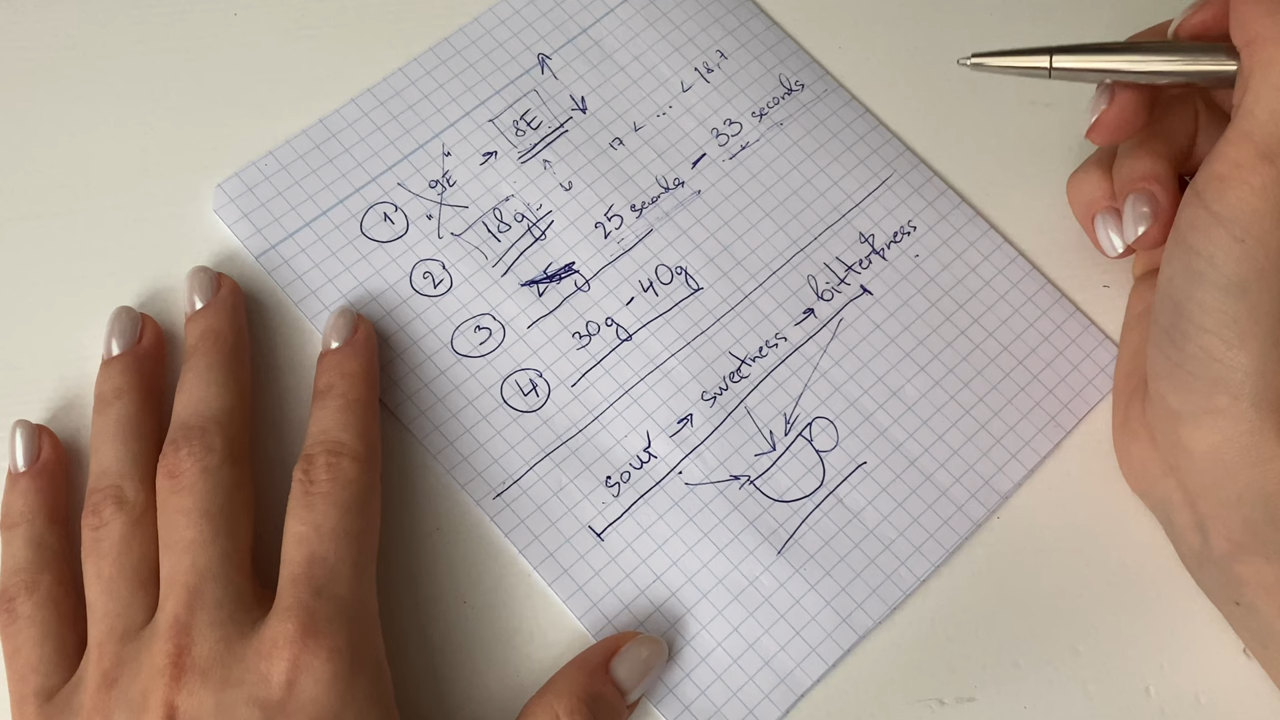 ① "9E" → 8E
② 18g 17 < ... < 18,7
③ 25 seconds - 33 seconds
④ 30g - 40g
sour → sweetness → bitterness